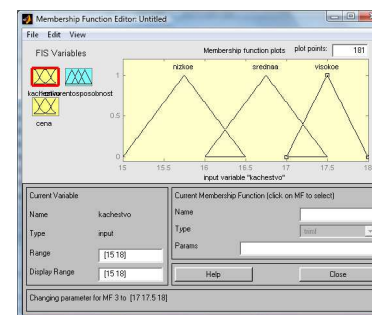 Membership Function Editor: Untitled
File Edit View
FIS Variables
Membership function plots plot points: 181
nizkoe srednaa visokoe
1
0.5
0
15 15.5 16 16.5 17 17.5 18
input variable "kachestvo"
cena
Current Variable
Name kachestvo
Type input
Range [15 18]
Display Range [15 18]
Current Membership Function (click on MF to select)
Name
Type trimf
Params
Help Close
Changing parameter for MF 3 to [17 17.5 18]